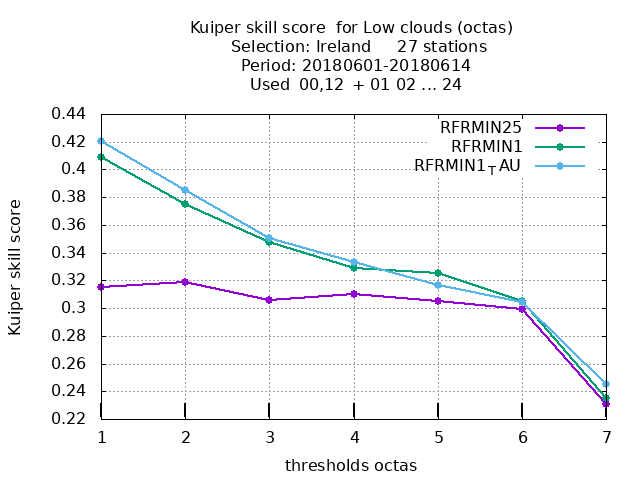 Kuiper skill score  for Low clouds (octas)
Selection: Ireland     27 stations
Period: 20180601-20180614
Used  00,12  + 01 02 ... 24
RFRMIN25
RFRMIN1
RFRMIN1TAU
0.44
0.42
0.4
0.38
0.36
0.34
0.32
0.3
0.28
0.26
0.24
0.22
Kuiper skill score
1 2 3 4 5 6 7
thresholds octas